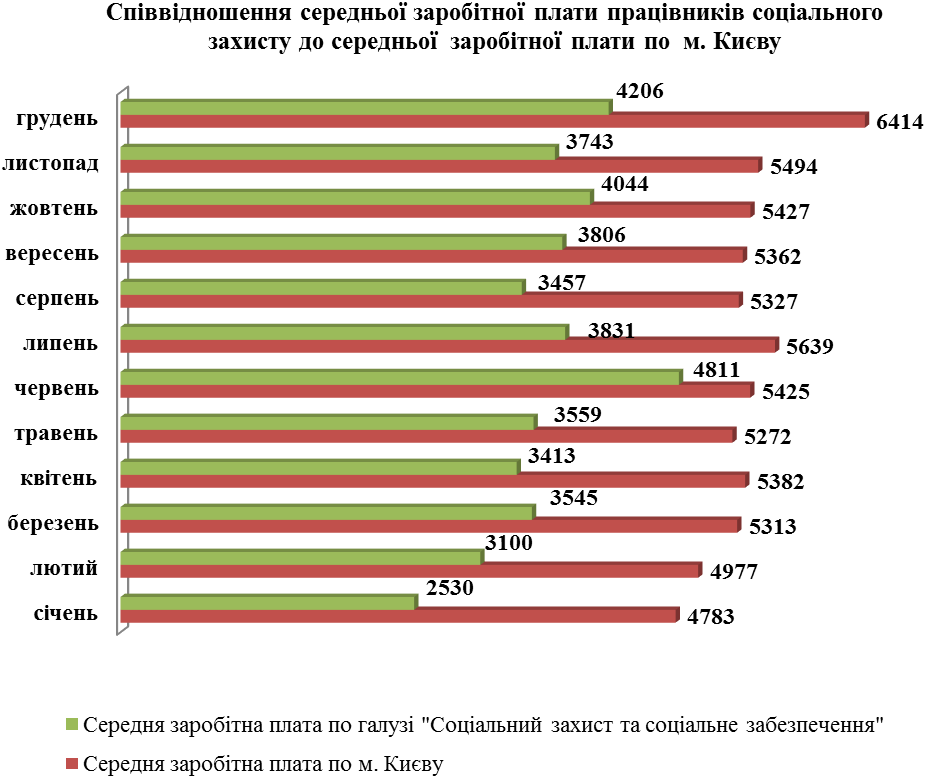 Співвідношення середньої заробітної плати працівників соціального
захисту до середньої заробітної плати по м. Києву
грудень
4206
6414
листопад
3743
5494
жовтень
4044
5427
вересень
3806
5362
серпень
3457
5327
липень
3831
5639
червень
4811
5425
травень
3559
5272
квітень
3413
5382
березень
3545
5313
лютий
3100
4977
січень
2530
4783
Середня заробітна плата по галузі "Соціальний захист та соціальне забезпечення"
Середня заробітна плата по м. Києву